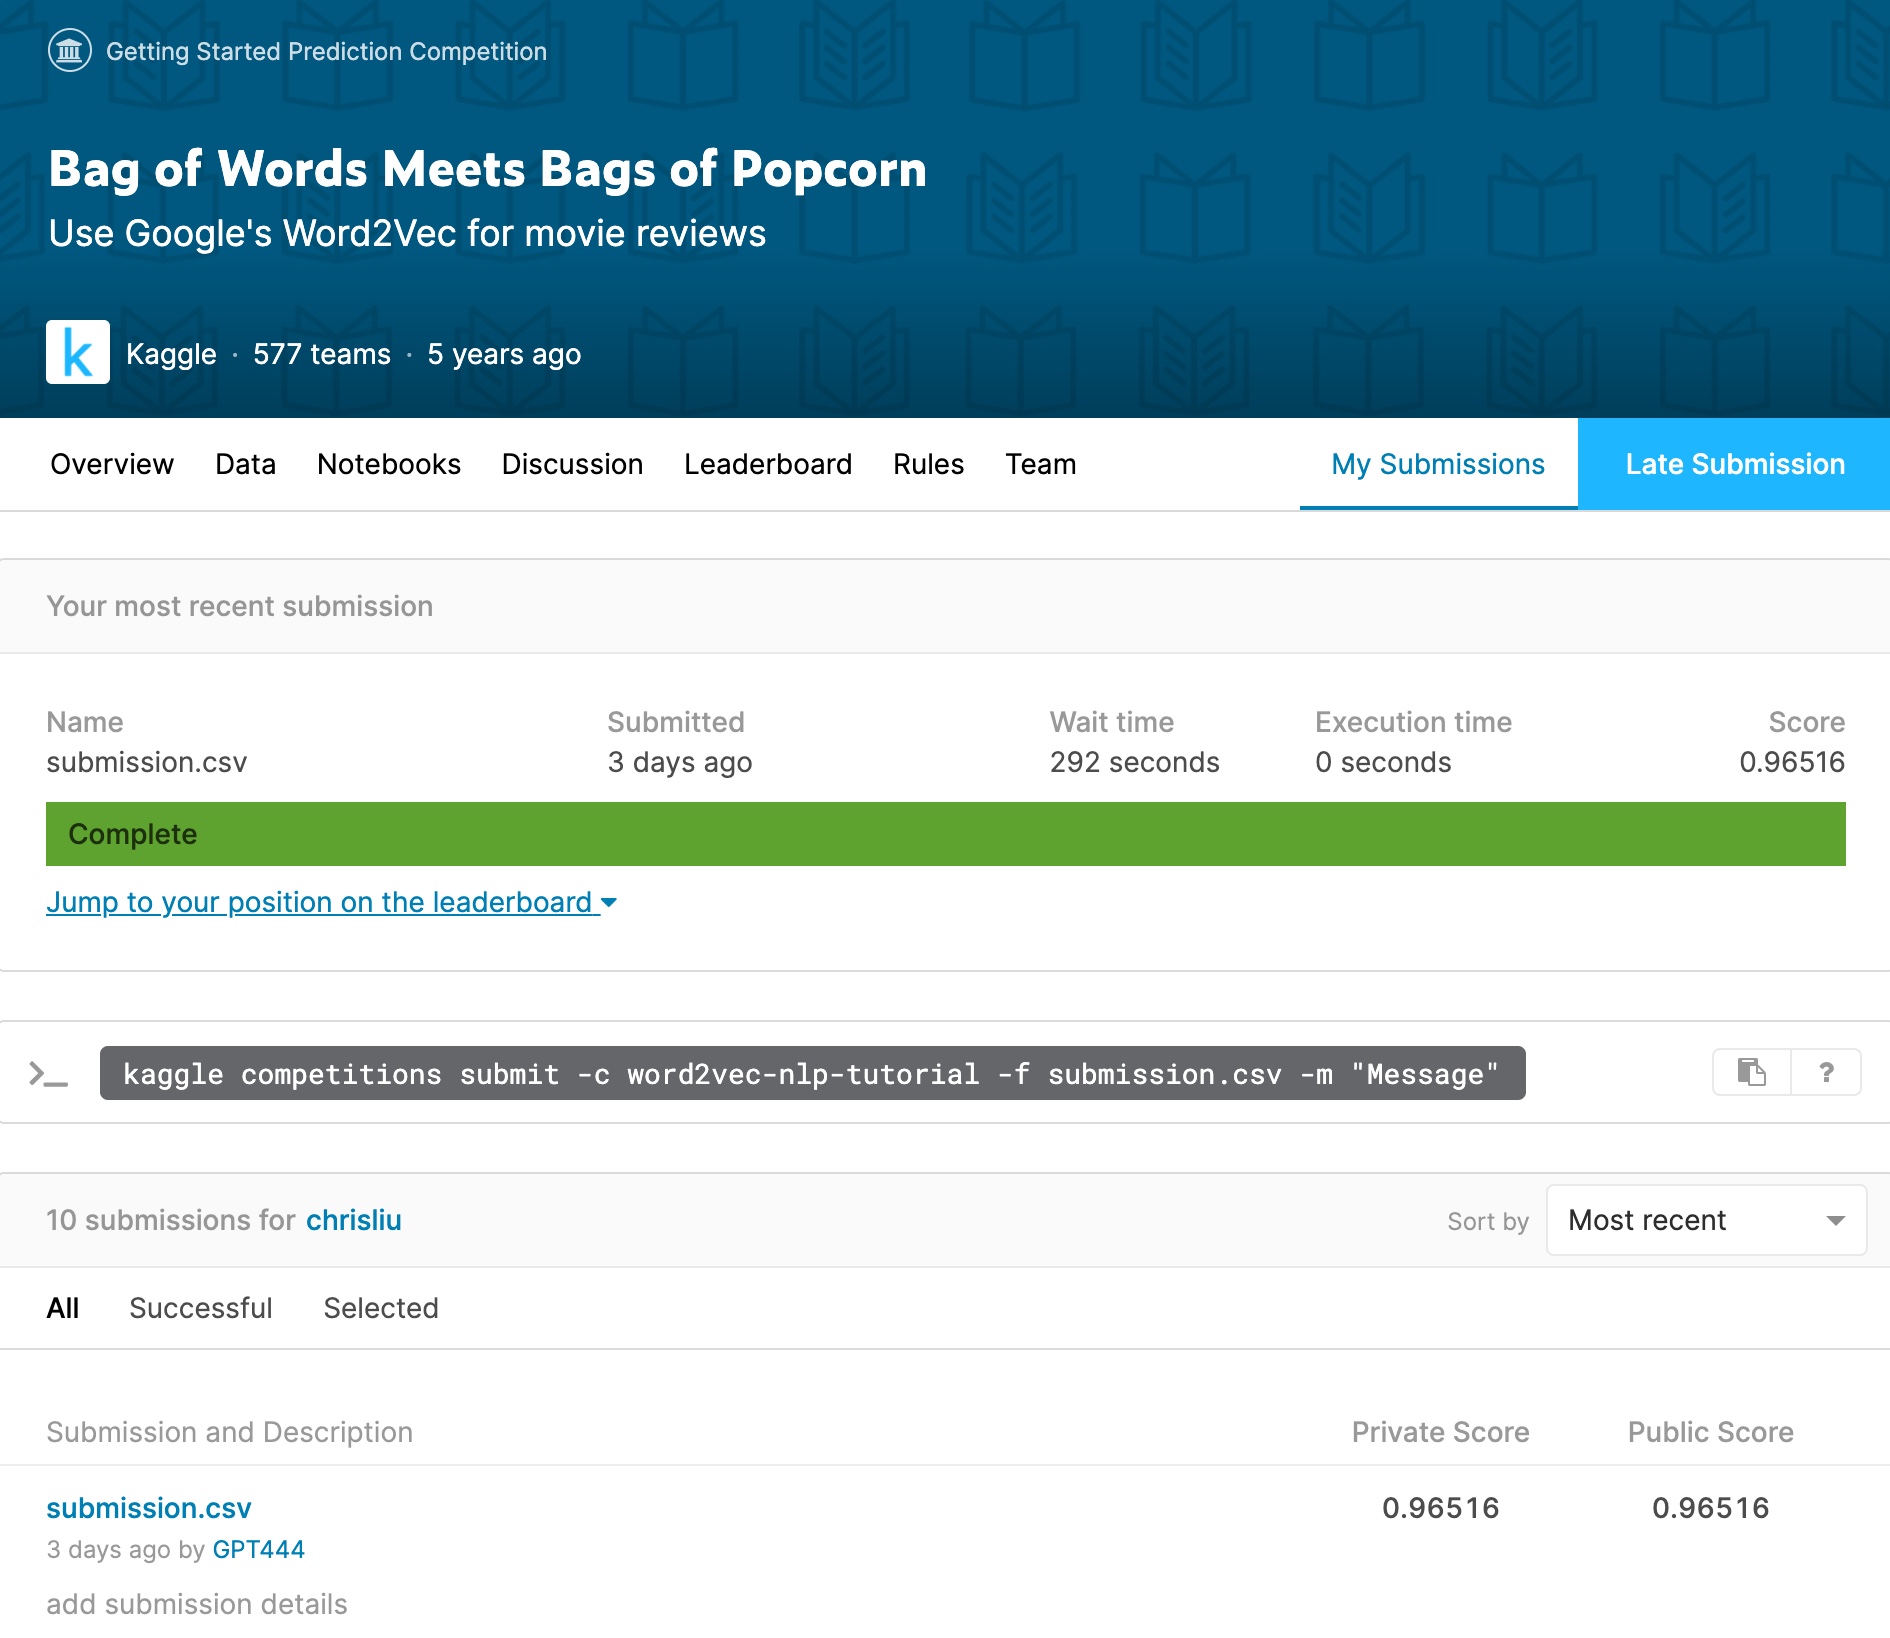 Getting Started Prediction Competition
Bag of Words Meets Bags of Popcorn
Use Google's Word2Vec for movie reviews
k Kaggle · 577 teams · 5 years ago
Overview Data Notebooks Discussion Leaderboard Rules Team My Submissions Late Submission
Your most recent submission
Name Submitted Wait time Execution time Score
submission.csv 3 days ago 292 seconds 0 seconds 0.96516
Complete
Jump to your position on the leaderboard
>_ kaggle competitions submit -c word2vec-nlp-tutorial -f submission.csv -m "Message" ?
10 submissions for chrisliu Sort by Most recent
All Successful Selected
Submission and Description Private Score Public Score
submission.csv 0.96516 0.96516
3 days ago by GPT444
add submission details